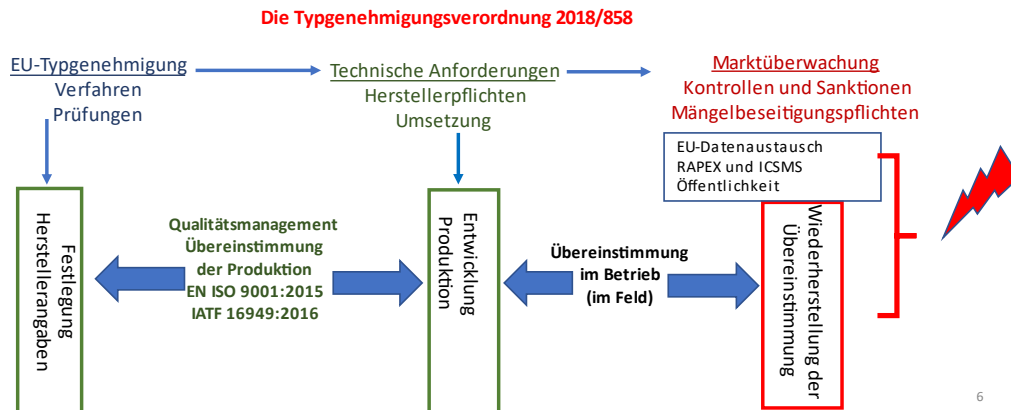 Die Typgenehmigungsverordnung 2018/858
EU-Typgenehmigung
Verfahren
Prüfungen
Technische Anforderungen
Herstellerpflichten
Umsetzung
Marktüberwachung
Kontrollen und Sanktionen
Mängelbeseitigungspflichten
EU-Datenaustausch
RAPEX und ICSMS
Öffentlichkeit
Festlegung
Herstellerangaben
Qualitätsmanagement
Übereinstimmung
der Produktion
EN ISO 9001:2015
IATF 16949:2016
Entwicklung
Produktion
Übereinstimmung
im Betrieb
(im Feld)
Wiederherstellung der
Übereinstimmung
6